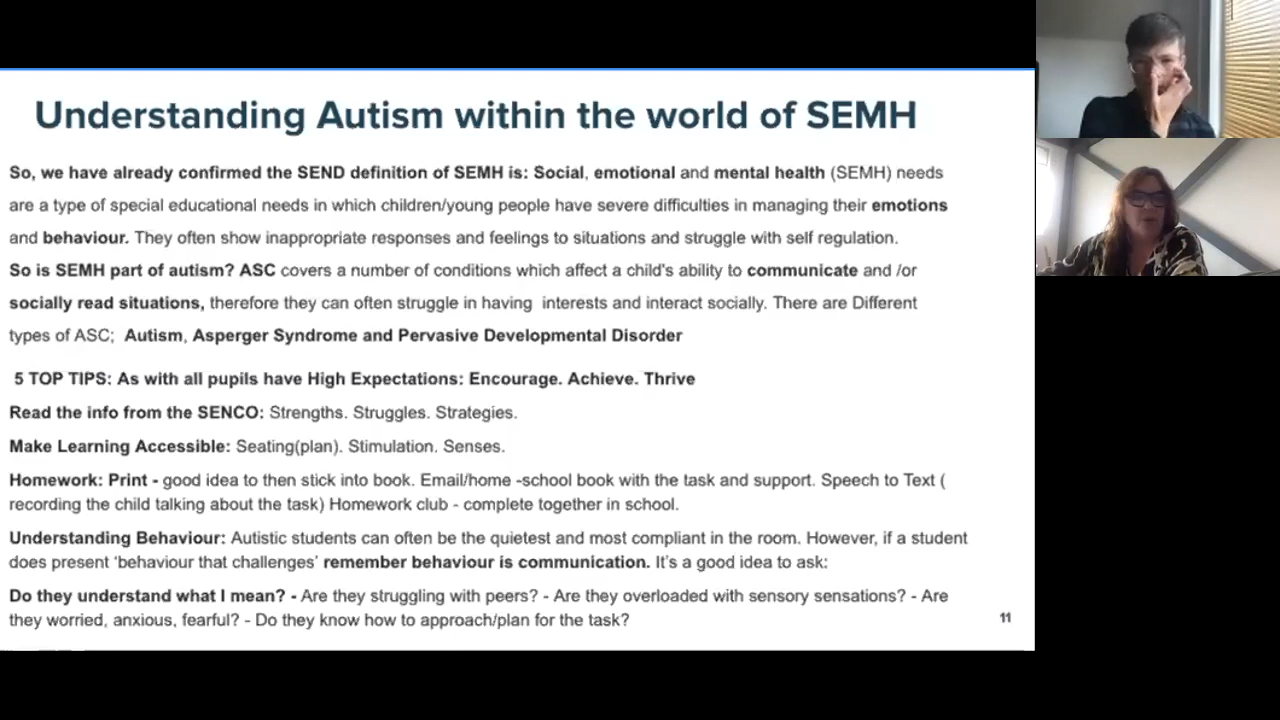 Understanding Autism within the world of SEMH
So, we have already confirmed the SEND definition of SEMH is: Social, emotional and mental health (SEMH) needs
are a type of special educational needs in which children/young people have severe difficulties in managing their emotions
and behaviour. They often show inappropriate responses and feelings to situations and struggle with self regulation.
So is SEMH part of autism? ASC covers a number of conditions which affect a child's ability to communicate and /or
socially read situations, therefore they can often struggle in having interests and interact socially. There are Different
types of ASC; Autism, Asperger Syndrome and Pervasive Developmental Disorder
5 TOP TIPS: As with all pupils have High Expectations: Encourage. Achieve. Thrive
Read the info from the SENCO: Strengths. Struggles. Strategies.
Make Learning Accessible: Seating(plan). Stimulation. Senses.
Homework: Print - good idea to then stick into book. Email/home -school book with the task and support. Speech to Text (
recording the child talking about the task) Homework club - complete together in school.
Understanding Behaviour: Autistic students can often be the quietest and most compliant in the room. However, if a student
does present ‘behaviour that challenges’ remember behaviour is communication. It’s a good idea to ask:
Do they understand what I mean? - Are they struggling with peers? - Are they overloaded with sensory sensations? - Are
they worried, anxious, fearful? - Do they know how to approach/plan for the task?
11